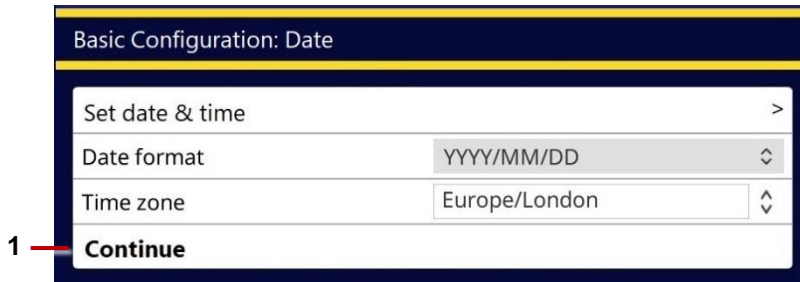 Basic Configuration: Date
Set date & time >
Date format YYYY/MM/DD
Time zone Europe/London
1 Continue